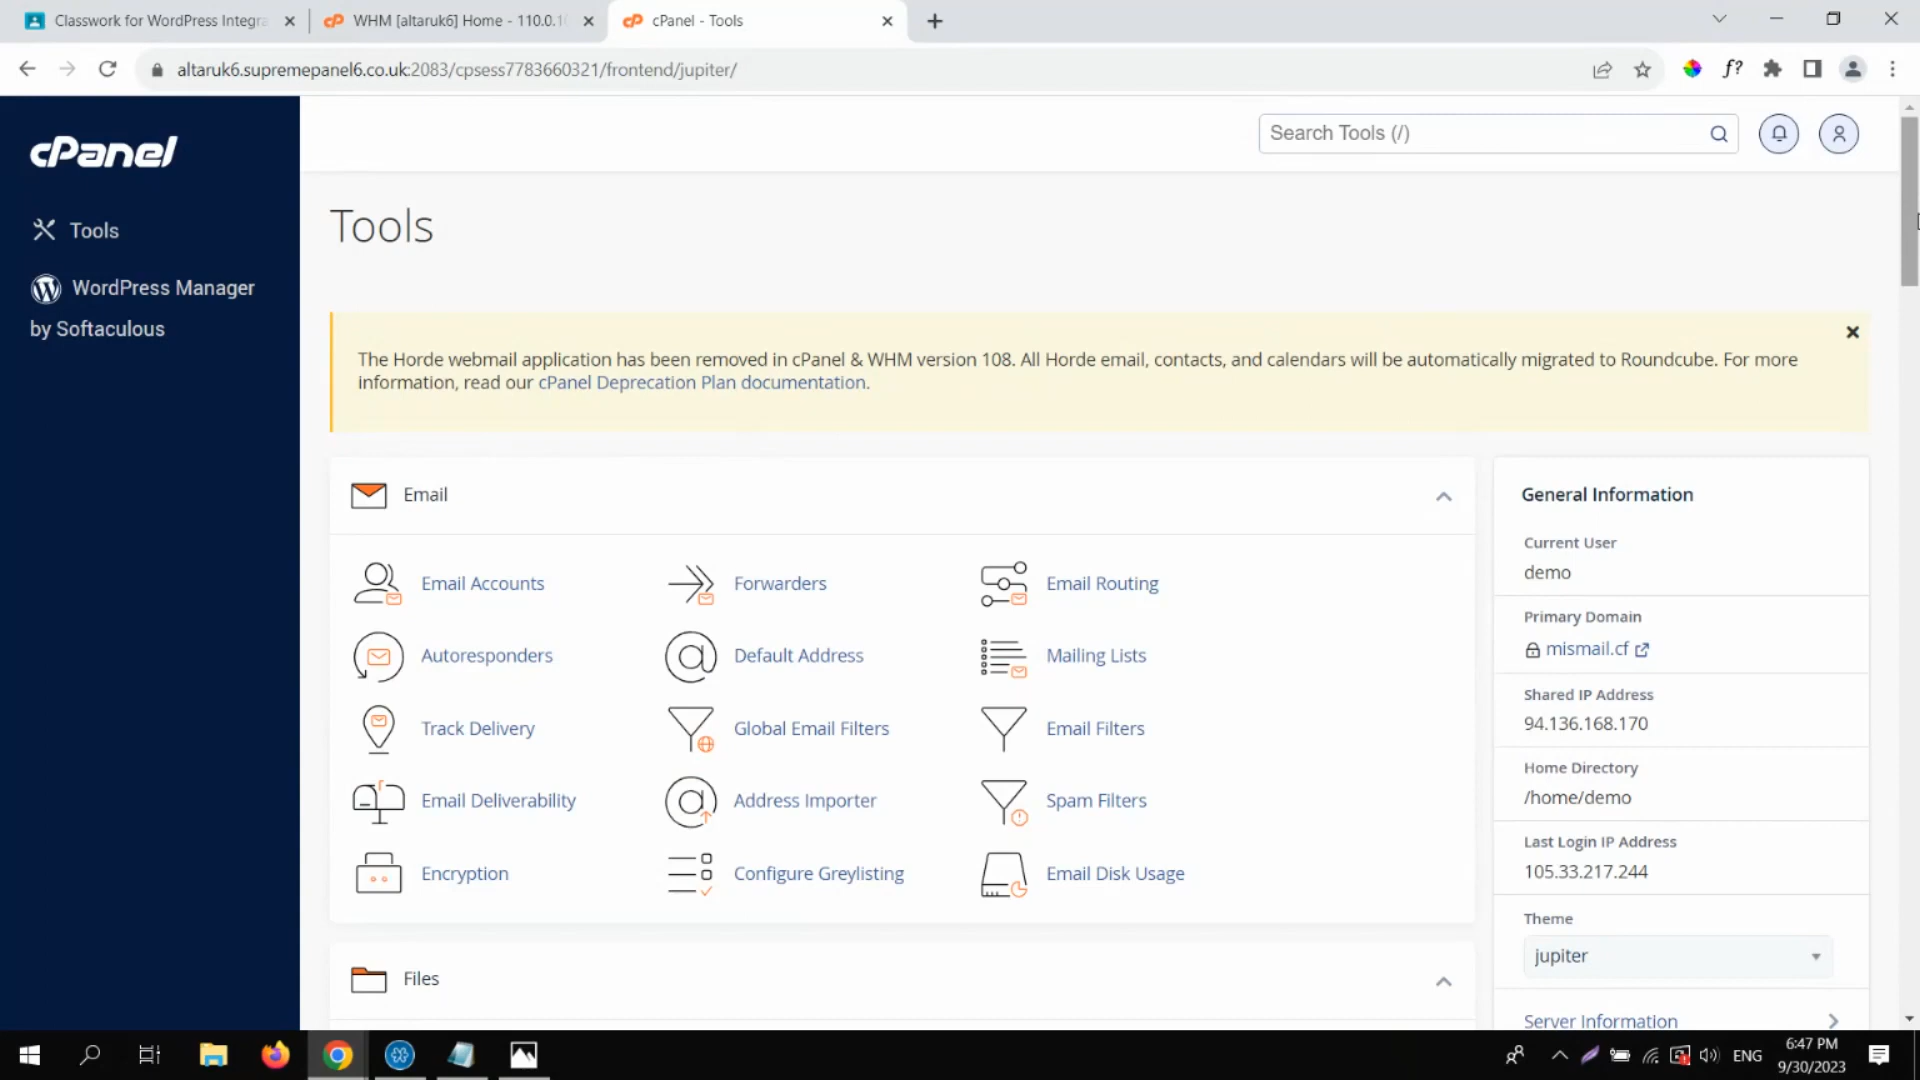 Classwork for WordPress Integra
WHM [altaruk6] Home - 110.0.1
cPanel - Tools
altaruk6.supremepanel6.co.uk:2083/cpsess7783660321/frontend/jupiter/
f?
cPanel
Search Tools (/)
Tools
WordPress Manager
by Softaculous
Tools
The Horde webmail application has been removed in cPanel & WHM version 108. All Horde email, contacts, and calendars will be automatically migrated to Roundcube. For more
information, read our cPanel Deprecation Plan documentation.
Email
Email Accounts
Forwarders
Email Routing
Autoresponders
Default Address
Mailing Lists
Track Delivery
Global Email Filters
Email Filters
Email Deliverability
Address Importer
Spam Filters
Encryption
Configure Greylisting
Email Disk Usage
Files
General Information
Current User
demo
Primary Domain
mismail.cf
Shared IP Address
94.136.168.170
Home Directory
/home/demo
Last Login IP Address
105.33.217.244
Theme
jupiter
Server Information
ENG
6:47 PM
9/30/2023